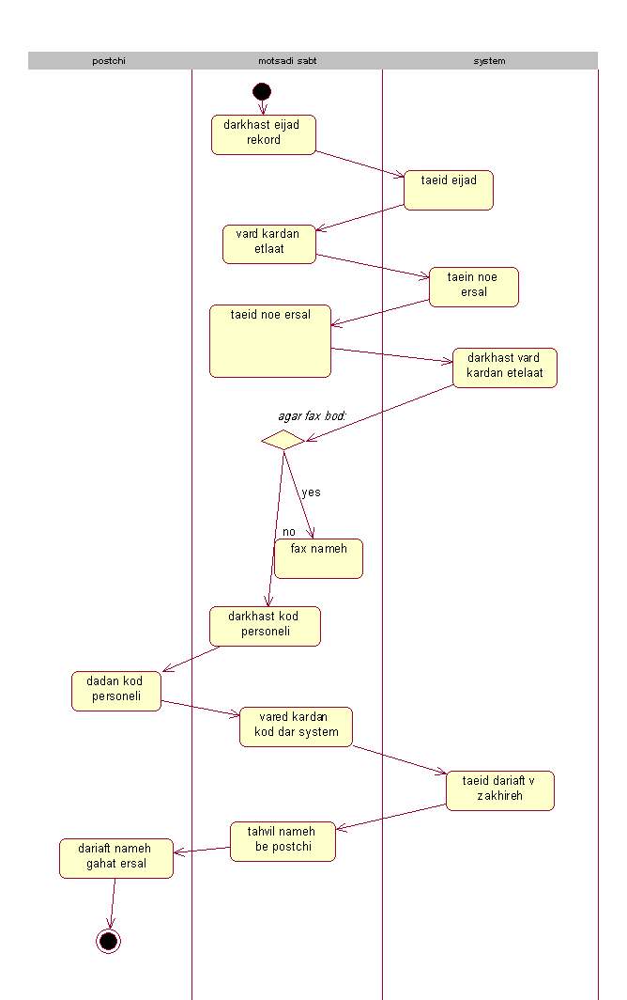 postchi
motsadi sabt
system
darkhast eijad
rekord
taeid eijad
vard kardan
etlaat
taein noe
ersal
taeid noe ersal
darkhast vard
kardan etelaat
agar fax bod:
yes
no
fax nameh
darkhast kod
personeli
dadan kod
personeli
vared kardan
kod dar system
taeid dariaft v
zakhireh
tahvil nameh
be postchi
dariaft nameh
gahat ersal